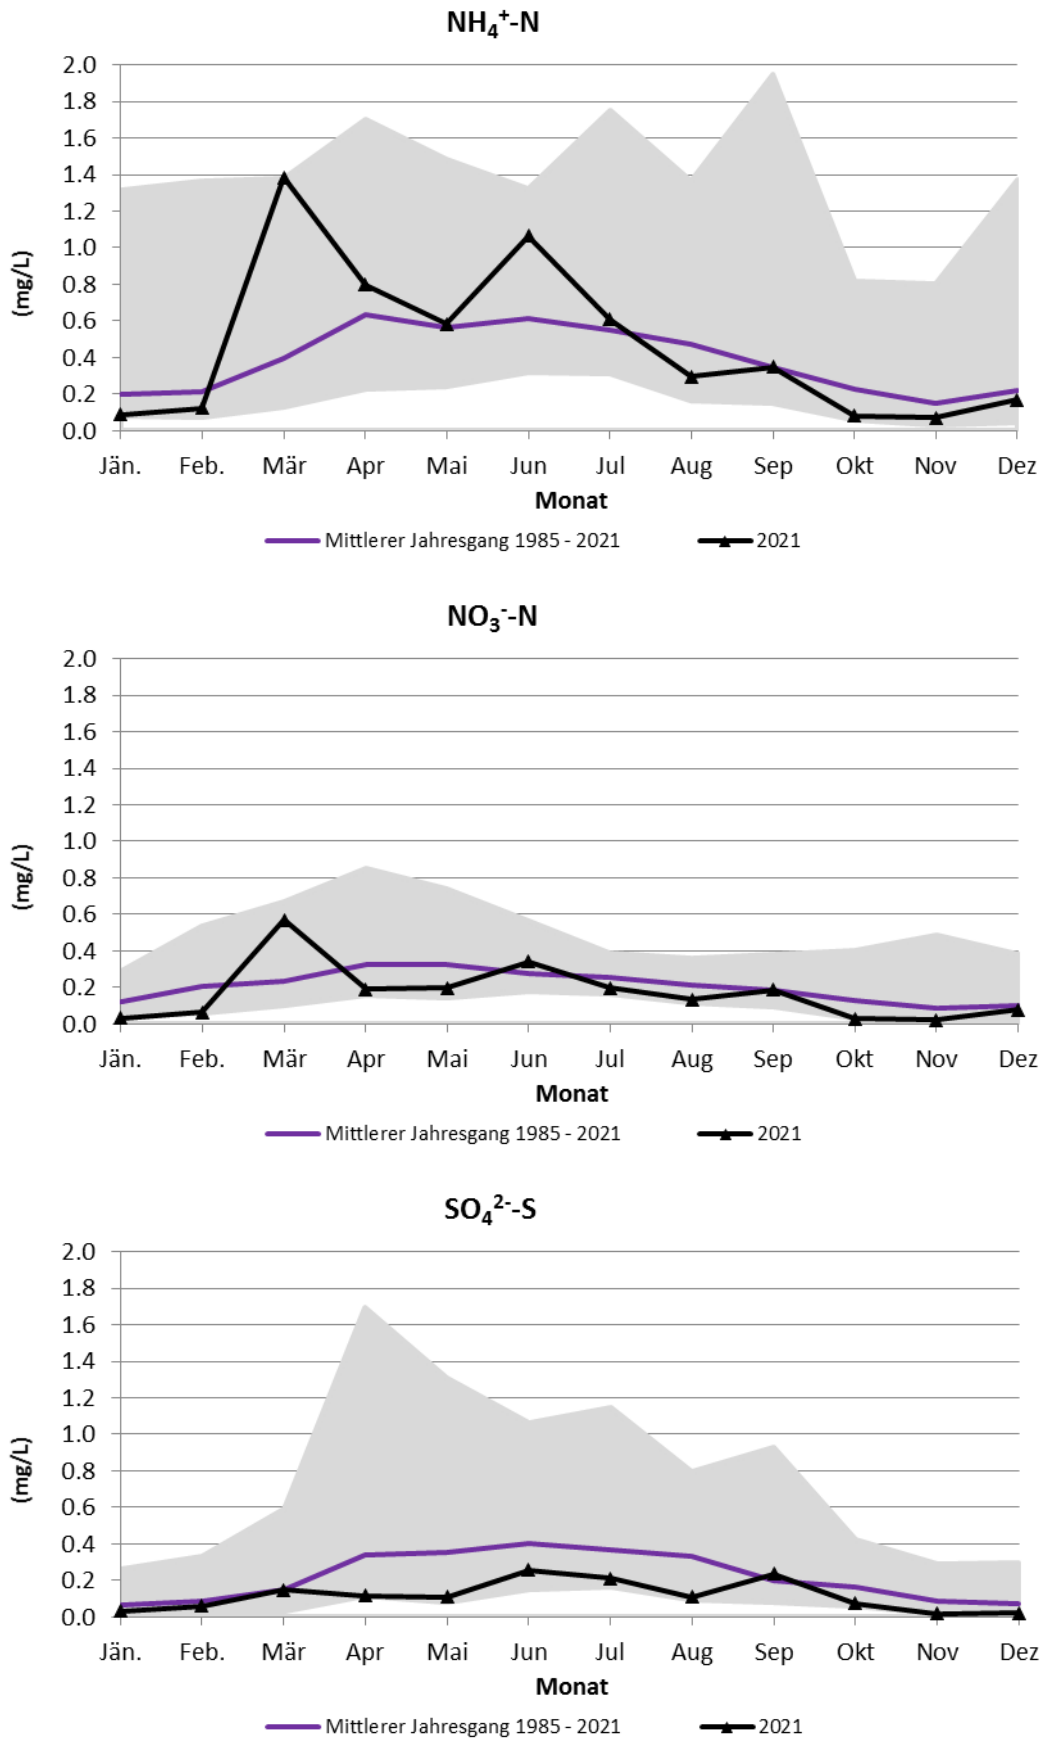 NH₄⁺-N
2.0
1.8
1.6
1.4
1.2
1.0
0.8
0.6
0.4
0.2
0.0
(mg/L)
Jän. Feb. Mär Apr Mai Jun Jul Aug Sep Okt Nov Dez
Monat
Mittlerer Jahresgang 1985 - 2021 2021
NO₃⁻-N
2.0
1.8
1.6
1.4
1.2
1.0
0.8
0.6
0.4
0.2
0.0
(mg/L)
Jän. Feb. Mär Apr Mai Jun Jul Aug Sep Okt Nov Dez
Monat
Mittlerer Jahresgang 1985 - 2021 2021
SO₄²⁻-S
2.0
1.8
1.6
1.4
1.2
1.0
0.8
0.6
0.4
0.2
0.0
(mg/L)
Jän. Feb. Mär Apr Mai Jun Jul Aug Sep Okt Nov Dez
Monat
Mittlerer Jahresgang 1985 - 2021 2021